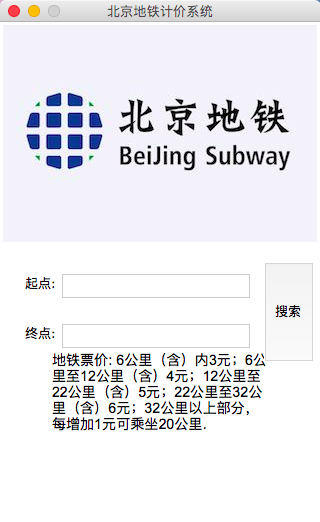 北京地铁计价系统
北京地铁
BeiJing Subway
起点:
搜索
终点:
地铁票价: 6公里（含）内3元；6公
里至12公里（含）4元；12公里至
22公里（含）5元；22公里至32公
里（含）6元；32公里以上部分，
每增加1元可乘坐20公里.